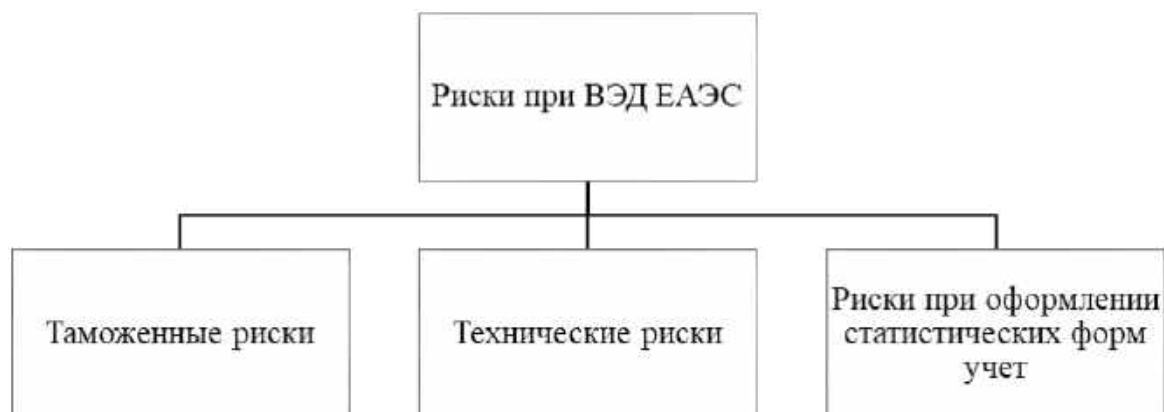 Риски при ВЭД ЕАЭС
Таможенные риски
Технические риски
Риски при оформлении
статистических форм
учет